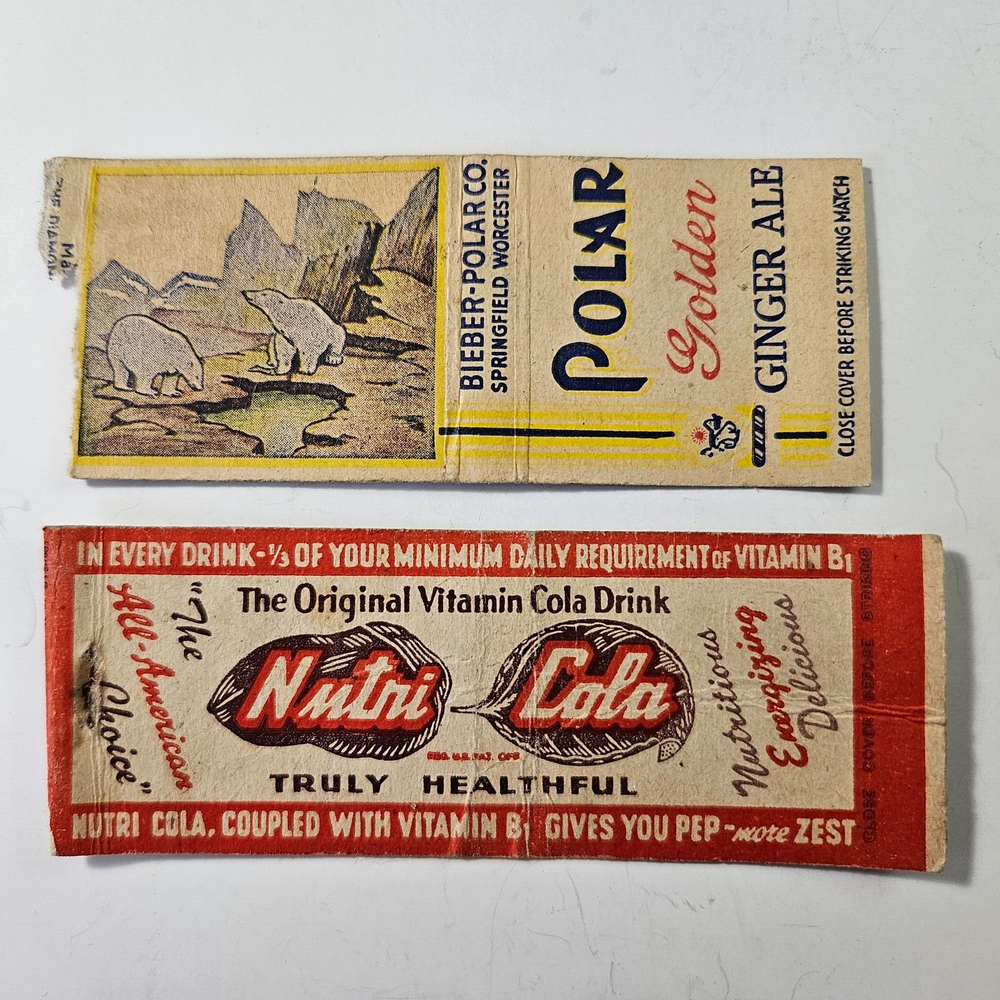 BIEBER-POLAR CO.
SPRINGFIELD WORCESTER
POLAR
Golden
GINGER ALE
CLOSE COVER BEFORE STRIKING MATCH
IN EVERY DRINK - 1/3 OF YOUR MINIMUM DAILY REQUIREMENT OF VITAMIN B1
"The
All-American
Choice"
The Original Vitamin Cola Drink
Nutri Cola
REG. U.S. PAT. OFF.
TRULY HEALTHFUL
Nutritious
Energizing
Delicious
NUTRI COLA, COUPLED WITH VITAMIN B1 GIVES YOU PEP - more ZEST
CLOSE COVER BEFORE STRIKING